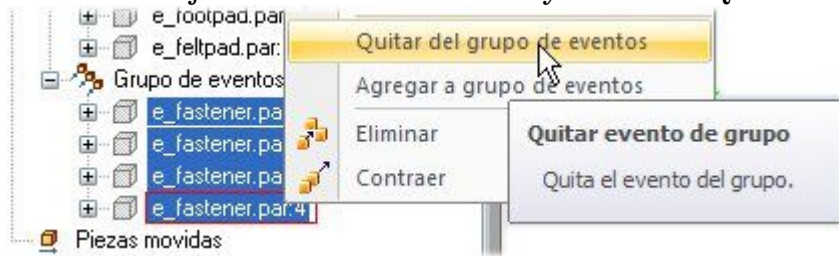 e_footpad.par
e_feltpad.par:
Grupo de eventos
e_fastener.pa
e_fastener.pa
e_fastener.pa
e_fastener.par:4
Piezas movidas
Quitar del grupo de eventos
Agregar a grupo de eventos
Eliminar
Contraer
Quitar evento de grupo
Quita el evento del grupo.